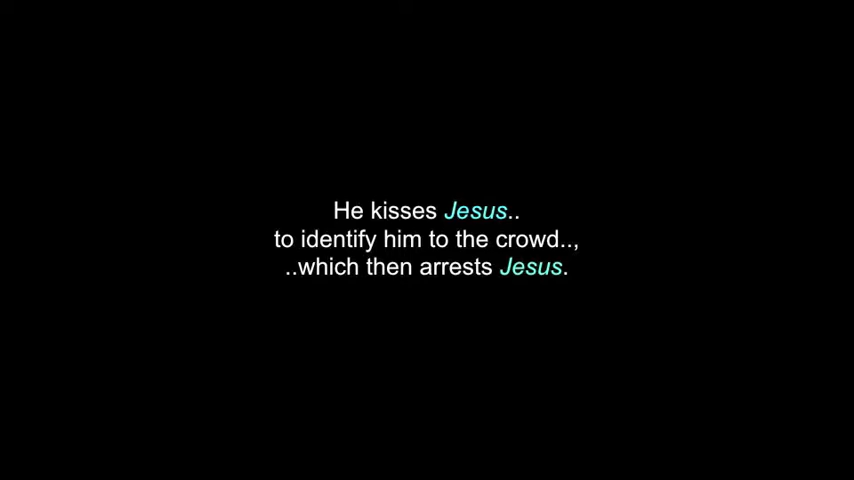 He kisses Jesus..
to identify him to the crowd..,
..which then arrests Jesus.